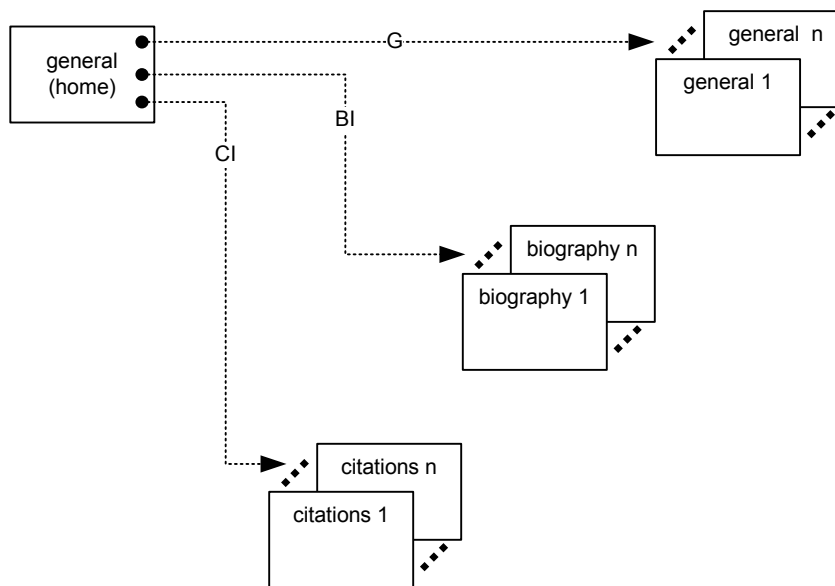 general
(home)
G
general n
general 1
BI
CI
biography n
biography 1
citations n
citations 1